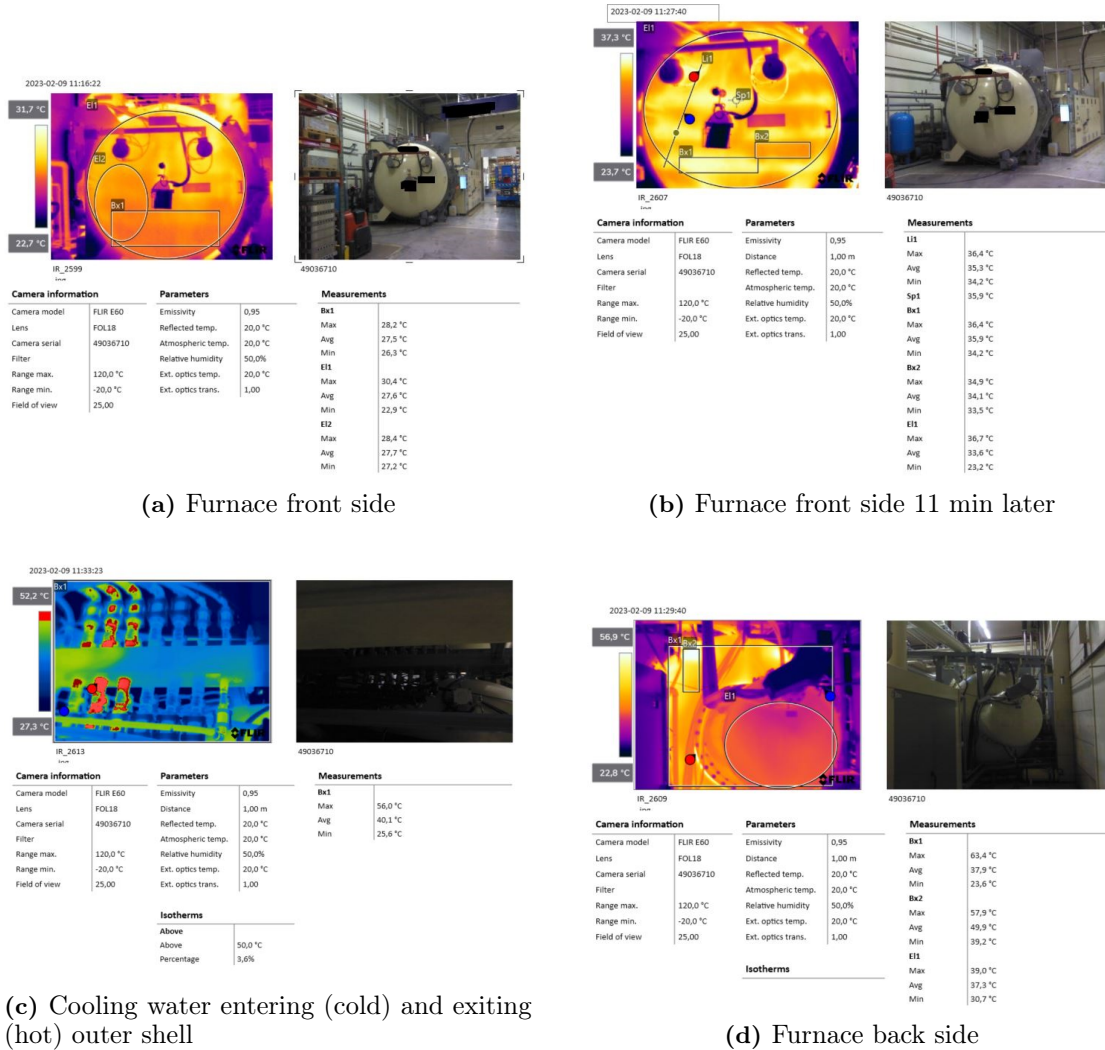 2023-02-09 11:16:22
31,7 °C
22,7 °C
El1
El2
Bx1
FLIR
IR_2599
49036710
Camera information
Camera model FLIR E60
Lens FOL18
Camera serial 49036710
Filter
Range max. 120,0 °C
Range min. -20,0 °C
Field of view 25,00
Parameters
Emissivity 0,95
Reflected temp. 20,0 °C
Atmospheric temp. 20,0 °C
Relative humidity 50,0%
Ext. optics temp. 20,0 °C
Ext. optics trans. 1,00
Measurements
Bx1
Max 28,2 °C
Avg 27,5 °C
Min 26,3 °C
El1
Max 30,4 °C
Avg 27,6 °C
Min 22,9 °C
El2
Max 28,4 °C
Avg 27,7 °C
Min 27,2 °C
(a) Furnace front side
2023-02-09 11:27:40
37,3 °C
23,7 °C
El1
Li1
Sp1
Bx2
Bx1
FLIR
IR_2607
49036710
Camera information
Camera model FLIR E60
Lens FOL18
Camera serial 49036710
Filter
Range max. 120,0 °C
Range min. -20,0 °C
Field of view 25,00
Parameters
Emissivity 0,95
Distance 1,00 m
Reflected temp. 20,0 °C
Atmospheric temp. 20,0 °C
Relative humidity 50,0%
Ext. optics temp. 20,0 °C
Ext. optics trans. 1,00
Measurements
Li1
Max 36,4 °C
Avg 35,3 °C
Min 34,2 °C
Sp1 35,9 °C
Bx1
Max 36,4 °C
Avg 35,9 °C
Min 34,2 °C
Bx2
Max 34,9 °C
Avg 34,1 °C
Min 33,5 °C
El1
Max 36,7 °C
Avg 33,6 °C
Min 23,2 °C
(b) Furnace front side 11 min later
2023-02-09 11:33:23
52,2 °C
27,3 °C
Bx1
FLIR
IR_2613
49036710
Camera information
Camera model FLIR E60
Lens FOL18
Camera serial 49036710
Filter
Range max. 120,0 °C
Range min. -20,0 °C
Field of view 25,00
Parameters
Emissivity 0,95
Distance 1,00 m
Reflected temp. 20,0 °C
Atmospheric temp. 20,0 °C
Relative humidity 50,0%
Ext. optics temp. 20,0 °C
Ext. optics trans. 1,00
Isotherms
Above
Above 50,0 °C
Percentage 3,6%
Measurements
Bx1
Max 56,0 °C
Avg 40,1 °C
Min 25,6 °C
(c) Cooling water entering (cold) and exiting
(hot) outer shell
2023-02-09 11:29:40
56,9 °C
22,8 °C
Bx1
Bx2
El1
FLIR
IR_2609
49036710
Camera information
Camera model FLIR E60
Lens FOL18
Camera serial 49036710
Filter
Range max. 120,0 °C
Range min. -20,0 °C
Field of view 25,00
Parameters
Emissivity 0,95
Distance 1,00 m
Reflected temp. 20,0 °C
Atmospheric temp. 20,0 °C
Relative humidity 50,0%
Ext. optics temp. 20,0 °C
Ext. optics trans. 1,00
Isotherms
Measurements
Bx1
Max 63,4 °C
Avg 37,9 °C
Min 23,6 °C
Bx2
Max 57,9 °C
Avg 49,9 °C
Min 39,2 °C
El1
Max 39,0 °C
Avg 37,3 °C
Min 30,7 °C
(d) Furnace back side